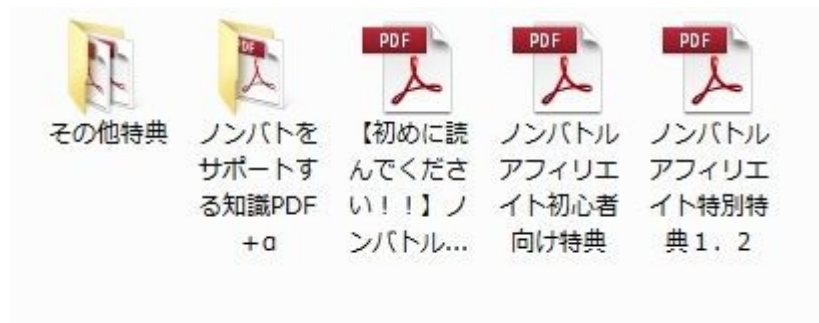 PDF
PDF
PDF
その他特典
ノンバトを
サポートす
る知識PDF
+α
【初めに読
んでくださ
い！！】ノ
ンバトル...
ノンバトル
アフィリエ
イト初心者
向け特典
ノンバトル
アフィリエ
イト特別特
典１．２